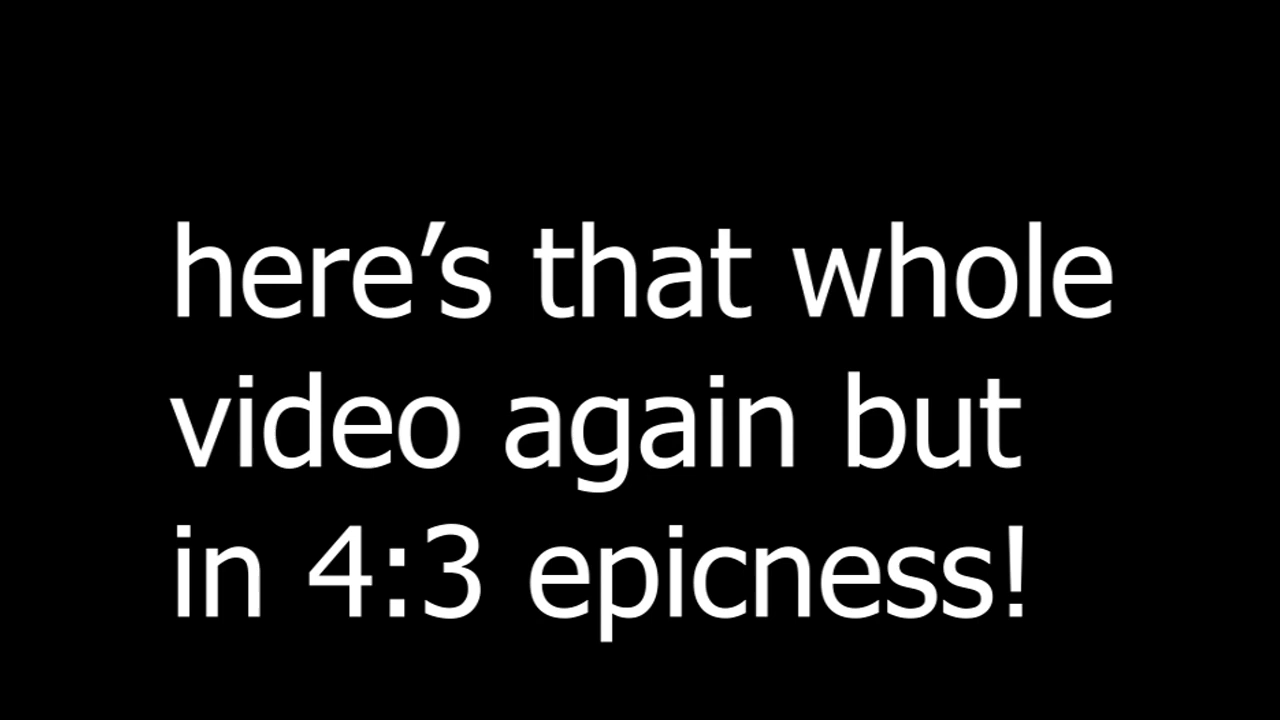 here’s that whole
video again but
in 4:3 epicness!